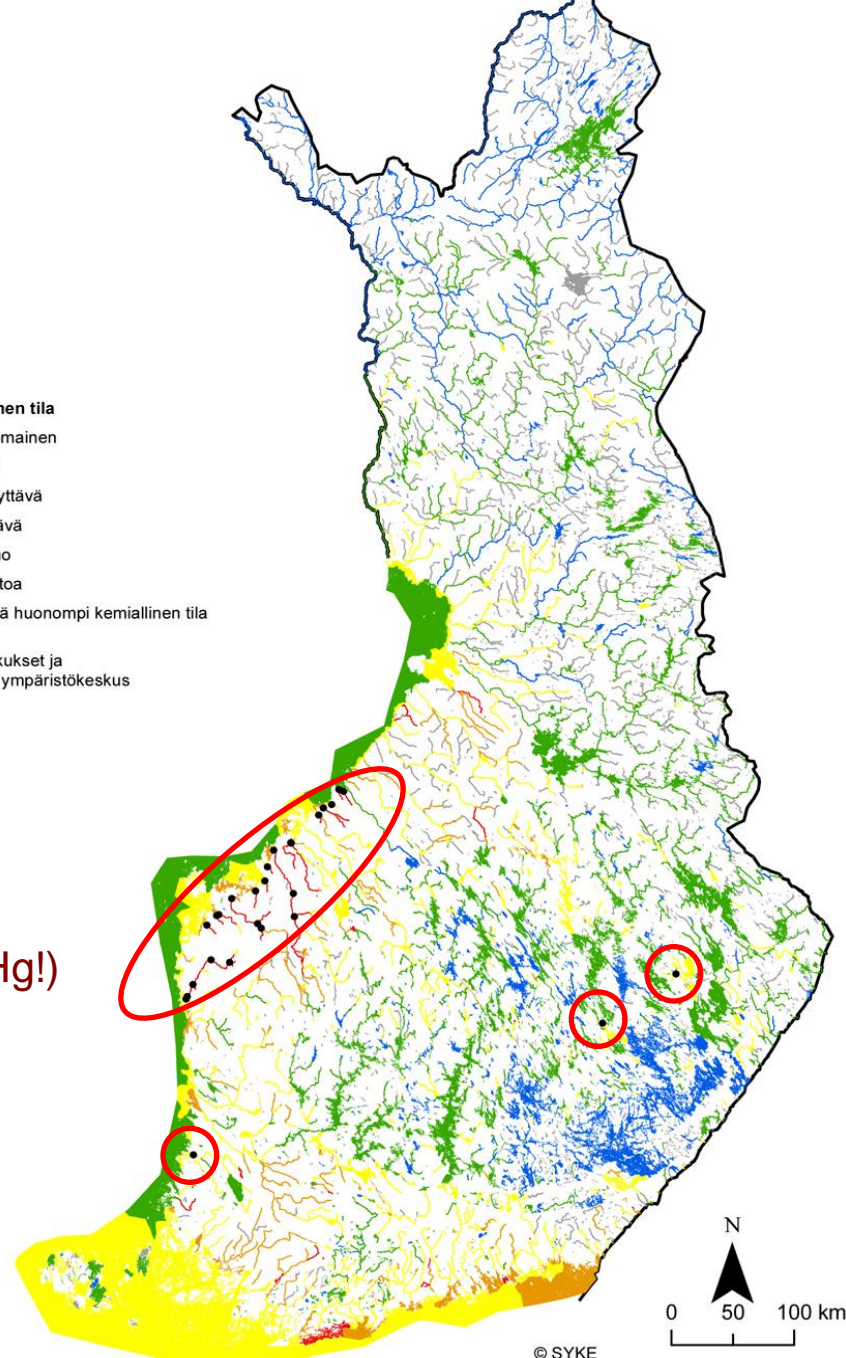 nen tila
mainen
yttävä
ävä
o
toa
ä huonompi kemiallinen tila
kukset ja
ympäristökeskus
Hg!)
N
0 50 100 km
© SYKE